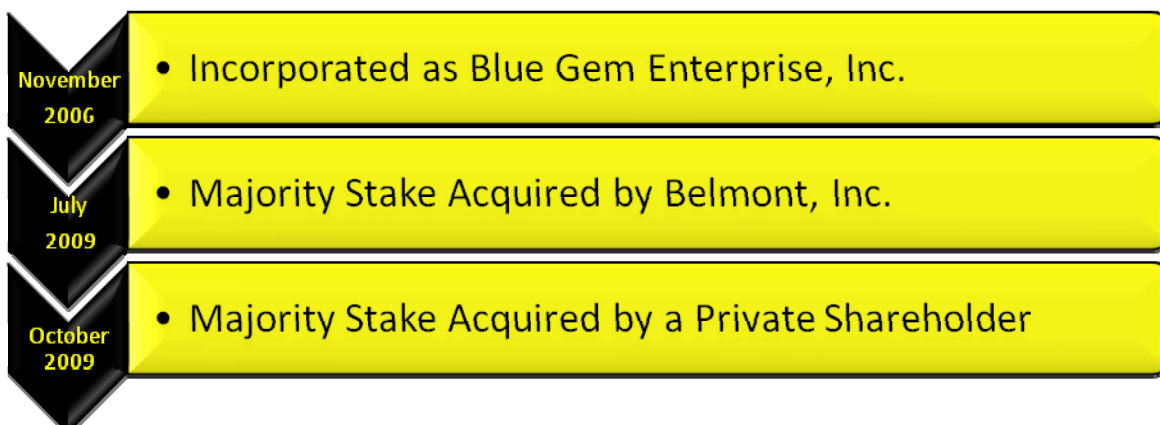 November
2006
• Incorporated as Blue Gem Enterprise, Inc.
July
2009
• Majority Stake Acquired by Belmont, Inc.
October
2009
• Majority Stake Acquired by a Private Shareholder